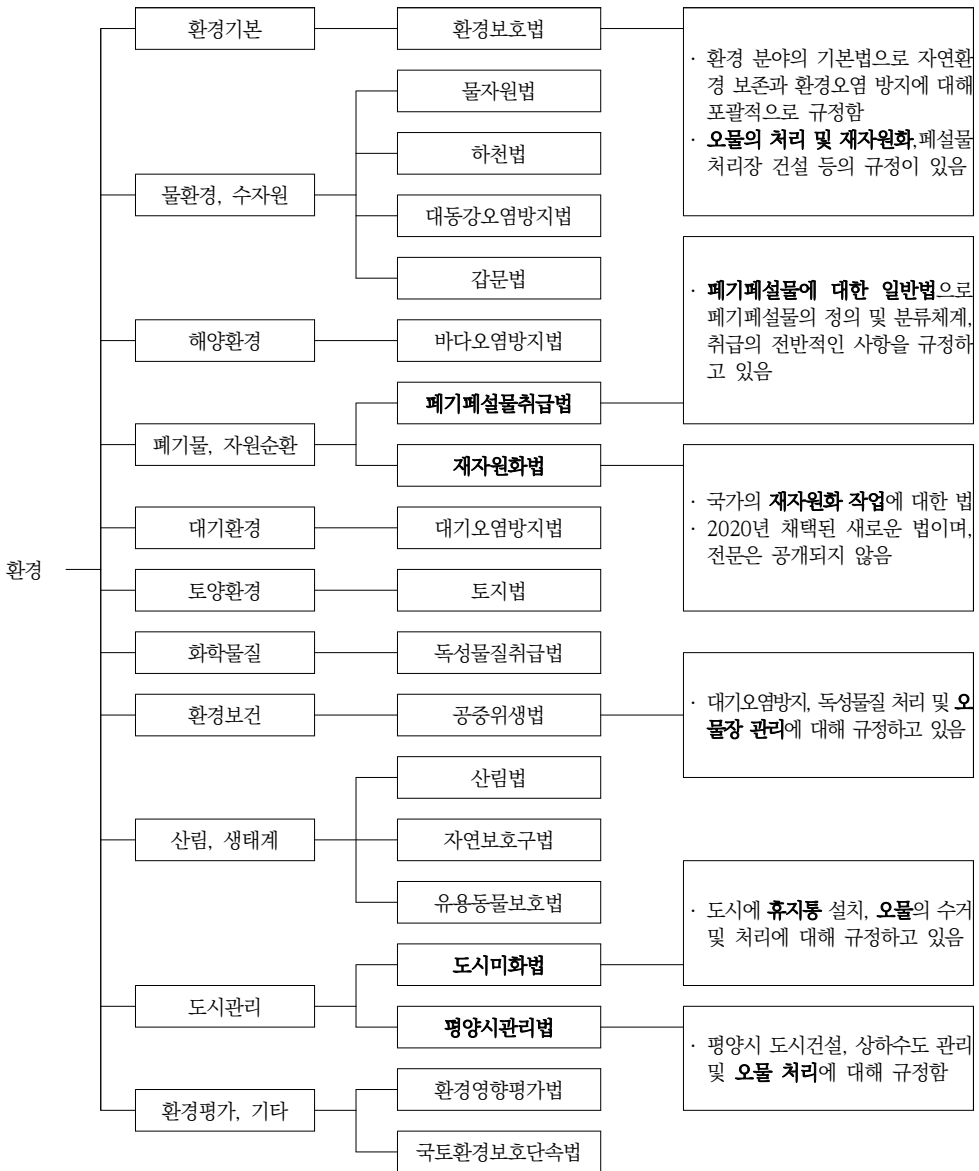 환경
환경기본
환경보호법
· 환경 분야의 기본법으로 자연환
경 보존과 환경오염 방지에 대해
포괄적으로 규정함
· 오물의 처리 및 재자원화,폐설물
처리장 건설 등의 규정이 있음
물환경, 수자원
물자원법
하천법
대동강오염방지법
갑문법
해양환경
바다오염방지법
폐기물, 자원순환
폐기폐설물취급법
· 폐기폐설물에 대한 일반법으로
폐기폐설물의 정의 및 분류체계,
취급의 전반적인 사항을 규정하
고 있음
재자원화법
· 국가의 재자원화 작업에 대한 법
· 2020년 채택된 새로운 법이며,
전문은 공개되지 않음
대기환경
대기오염방지법
토양환경
토지법
화학물질
독성물질취급법
환경보건
공중위생법
· 대기오염방지, 독성물질 처리 및 오
물장 관리에 대해 규정하고 있음
산림, 생태계
산림법
자연보호구법
유용동물보호법
도시관리
도시미화법
· 도시에 휴지통 설치, 오물의 수거
및 처리에 대해 규정하고 있음
평양시관리법
· 평양시 도시건설, 상하수도 관리
및 오물 처리에 대해 규정함
환경평가, 기타
환경영향평가법
국토환경보호단속법